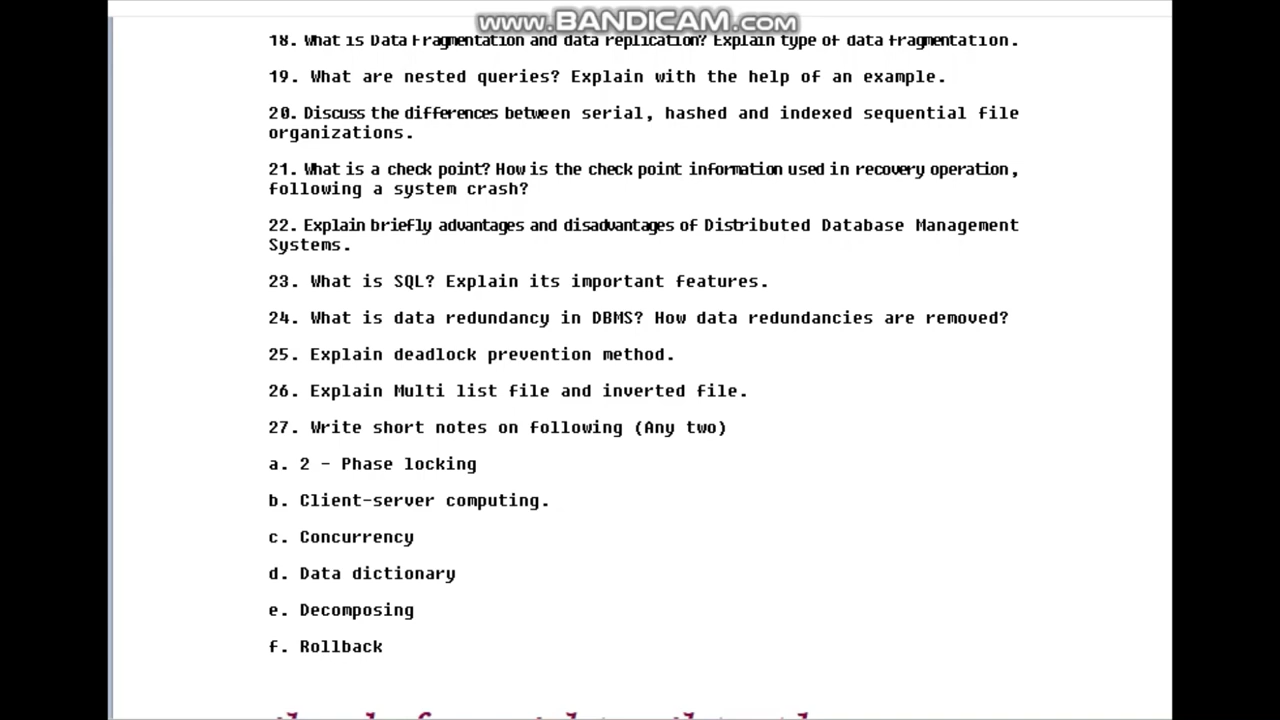 www.BANDICAM.com
18. What is Data Fragmentation and data replication? Explain type of data fragmentation.
19. What are nested queries? Explain with the help of an example.
20. Discuss the differences between serial, hashed and indexed sequential file
organizations.
21. What is a check point? How is the check point information used in recovery operation,
following a system crash?
22. Explain briefly advantages and disadvantages of Distributed Database Management
Systems.
23. What is SQL? Explain its important features.
24. What is data redundancy in DBMS? How data redundancies are removed?
25. Explain deadlock prevention method.
26. Explain Multi list file and inverted file.
27. Write short notes on following (Any two)
a. 2 - Phase locking
b. Client-server computing.
c. Concurrency
d. Data dictionary
e. Decomposing
f. Rollback